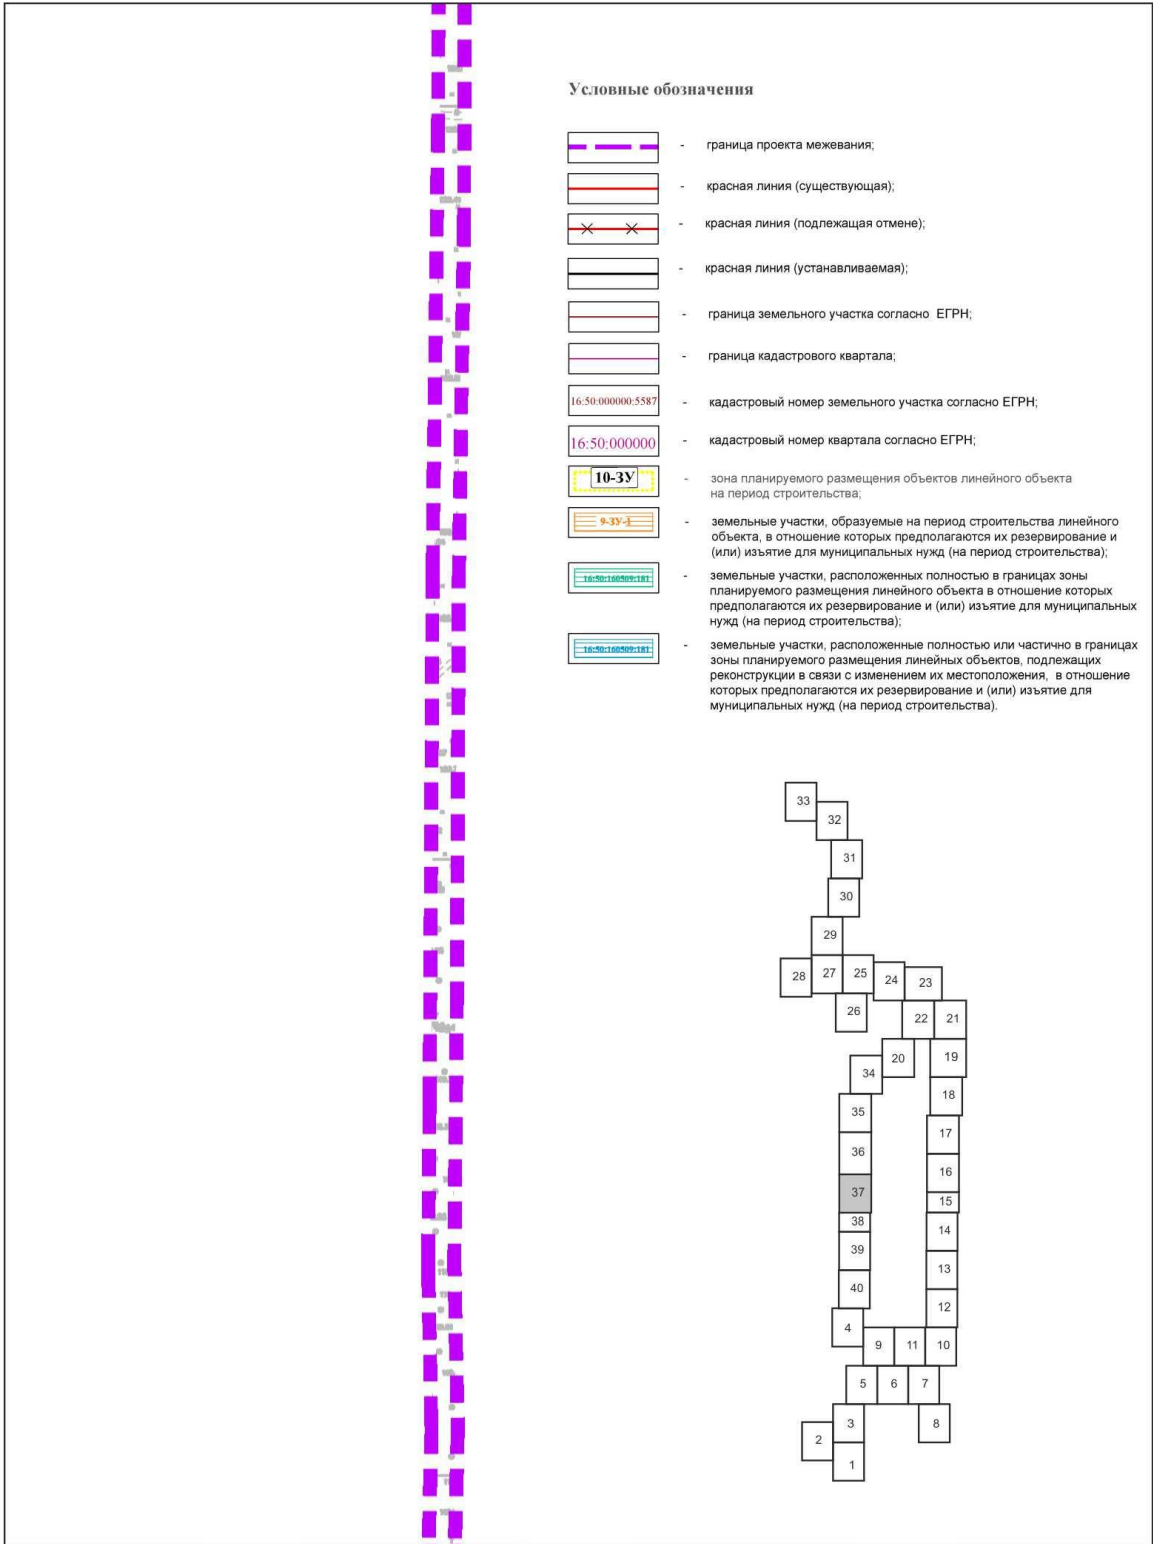 Условные обозначения
- граница проекта межевания;
- красная линия (существующая);
- красная линия (подлежащая отмене);
- красная линия (устанавливаемая);
- граница земельного участка согласно ЕГРН;
- граница кадастрового квартала;
16:50:000000:5587 - кадастровый номер земельного участка согласно ЕГРН;
16:50:000000 - кадастровый номер квартала согласно ЕГРН;
10-ЗУ - зона планируемого размещения объектов линейного объекта
на период строительства;
9-ЗУ-1 - земельные участки, образуемые на период строительства линейного
объекта, в отношение которых предполагаются их резервирование и
(или) изъятие для муниципальных нужд (на период строительства);
16:50:160509:181 - земельные участки, расположенных полностью в границах зоны
планируемого размещения линейного объекта в отношение которых
предполагаются их резервирование и (или) изъятие для муниципальных
нужд (на период строительства);
16:50:160509:181 - земельные участки, расположенные полностью или частично в границах
зоны планируемого размещения линейных объектов, подлежащих
реконструкции в связи с изменением их местоположения, в отношение
которых предполагаются их резервирование и (или) изъятие для
муниципальных нужд (на период строительства).
33
32
31
30
29
28 27 25 24 23
26 22 21
20 19
34
18
35
17
36
16
37
15
38
14
39
13
40
12
4
9 11 10
5 6 7
3 8
2
1